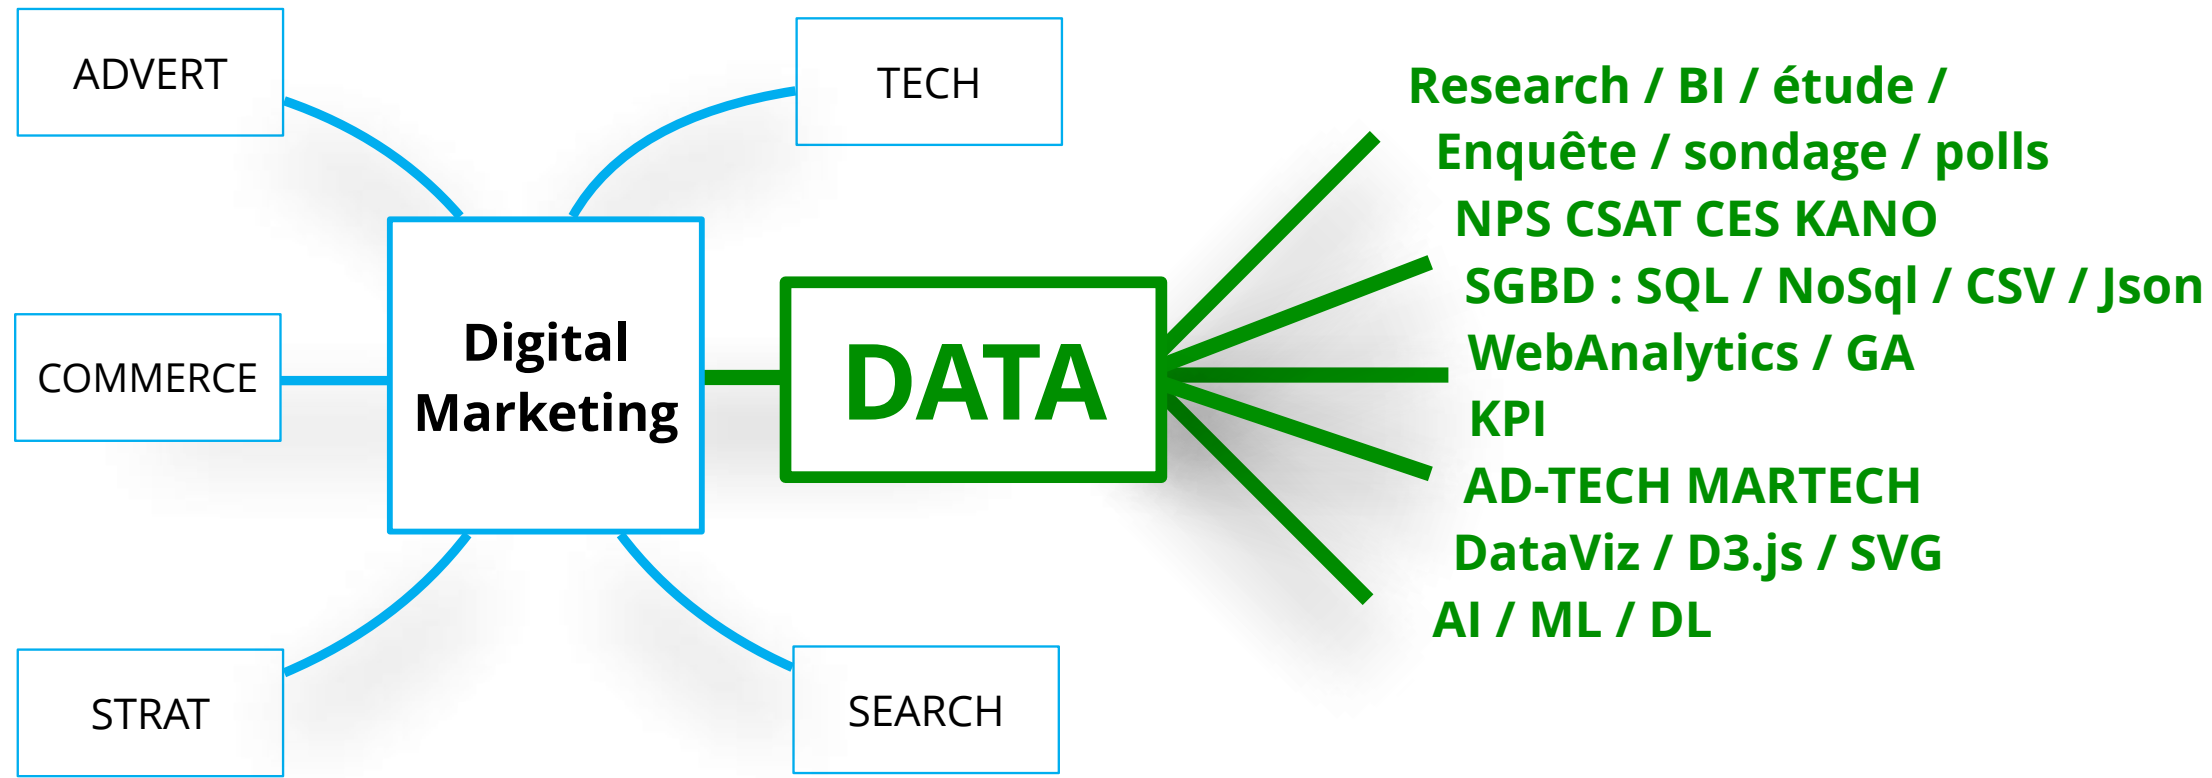 ADVERT
TECH
COMMERCE
Digital
Marketing
DATA
STRAT
SEARCH
Research / BI / étude /
Enquête / sondage / polls
NPS CSAT CES KANO
SGBD : SQL / NoSql / CSV / Json
WebAnalytics / GA
KPI
AD-TECH MARTECH
DataViz / D3.js / SVG
AI / ML / DL